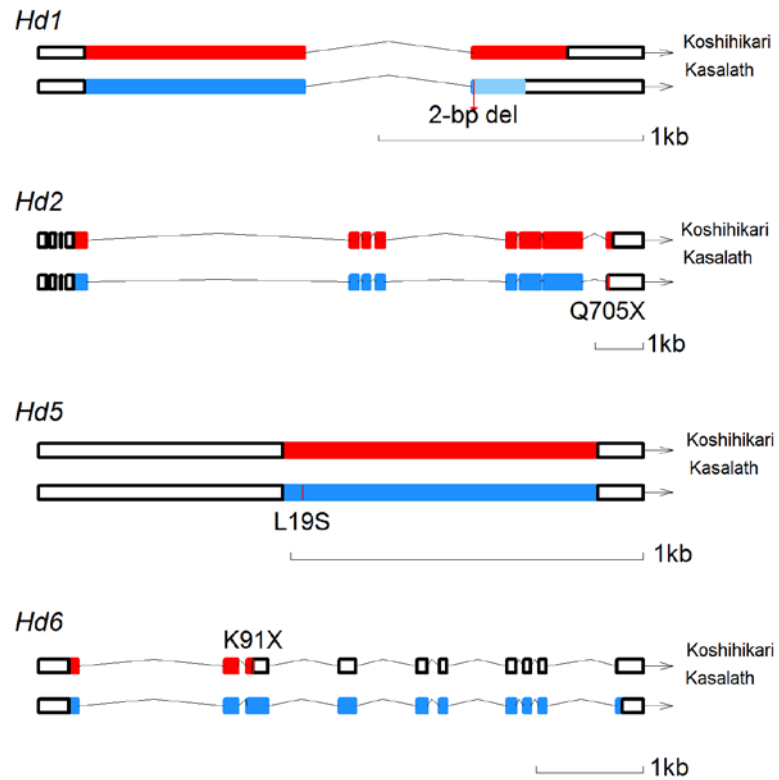 Hd1
Koshihikari
Kasalath
2-bp del
1kb
Hd2
Koshihikari
Kasalath
Q705X
1kb
Hd5
Koshihikari
Kasalath
L19S
1kb
Hd6
K91X
Koshihikari
Kasalath
1kb